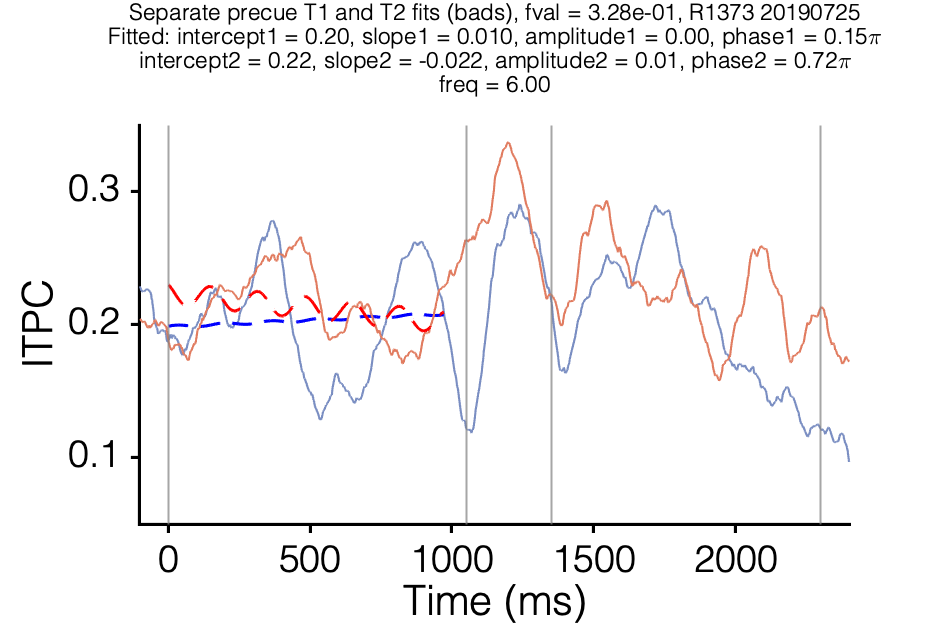 Separate precue T1 and T2 fits (bads), fval = 3.28e-01, R1373 20190725
Fitted: intercept1 = 0.20, slope1 = 0.010, amplitude1 = 0.00, phase1 = 0.15π
intercept2 = 0.22, slope2 = -0.022, amplitude2 = 0.01, phase2 = 0.72π
freq = 6.00
0.3
0.2
0.1
ITPC
0 500 1000 1500 2000
Time (ms)